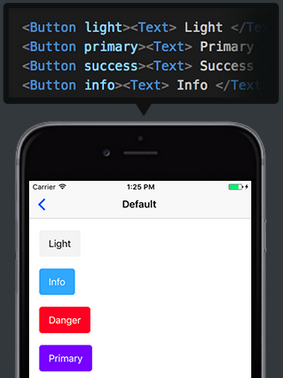 <Button light><Text> Light </Text
<Button primary><Text> Primary
<Button success><Text> Success
<Button info><Text> Info </Text
Carrier 1:25 PM
Default
Light
Info
Danger
Primary